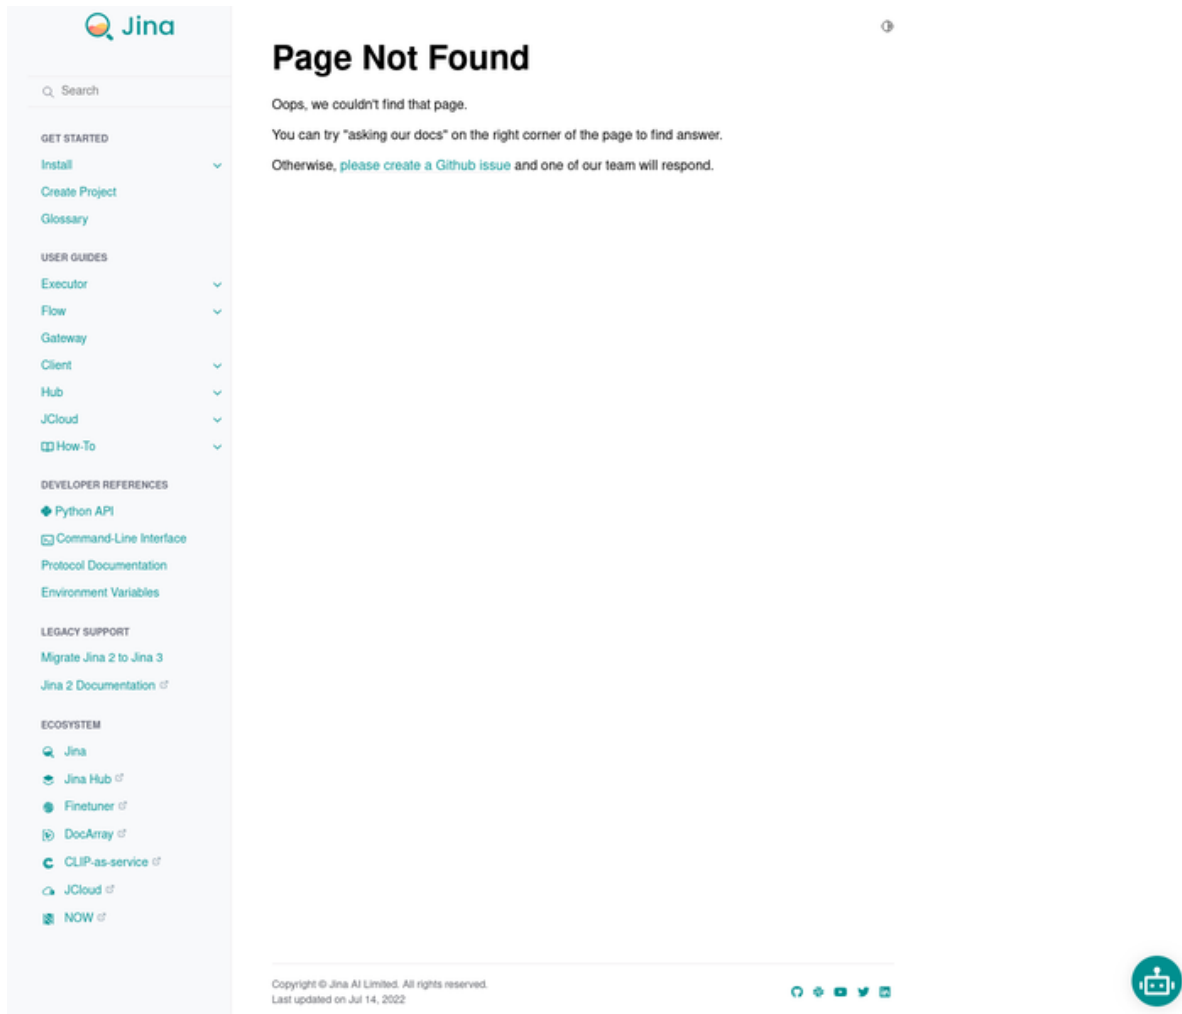 Jina
Search
GET STARTED
Install
Create Project
Glossary
USER GUIDES
Executor
Flow
Gateway
Client
Hub
JCloud
How-To
DEVELOPER REFERENCES
Python API
Command-Line Interface
Protocol Documentation
Environment Variables
LEGACY SUPPORT
Migrate Jina 2 to Jina 3
Jina 2 Documentation
ECOSYSTEM
Jina
Jina Hub
Finetuner
DocArray
CLIP-as-service
JCloud
NOW
Page Not Found
Oops, we couldn't find that page.
You can try "asking our docs" on the right corner of the page to find answer.
Otherwise, please create a Github issue and one of our team will respond.
Copyright © Jina AI Limited. All rights reserved.
Last updated on Jul 14, 2022